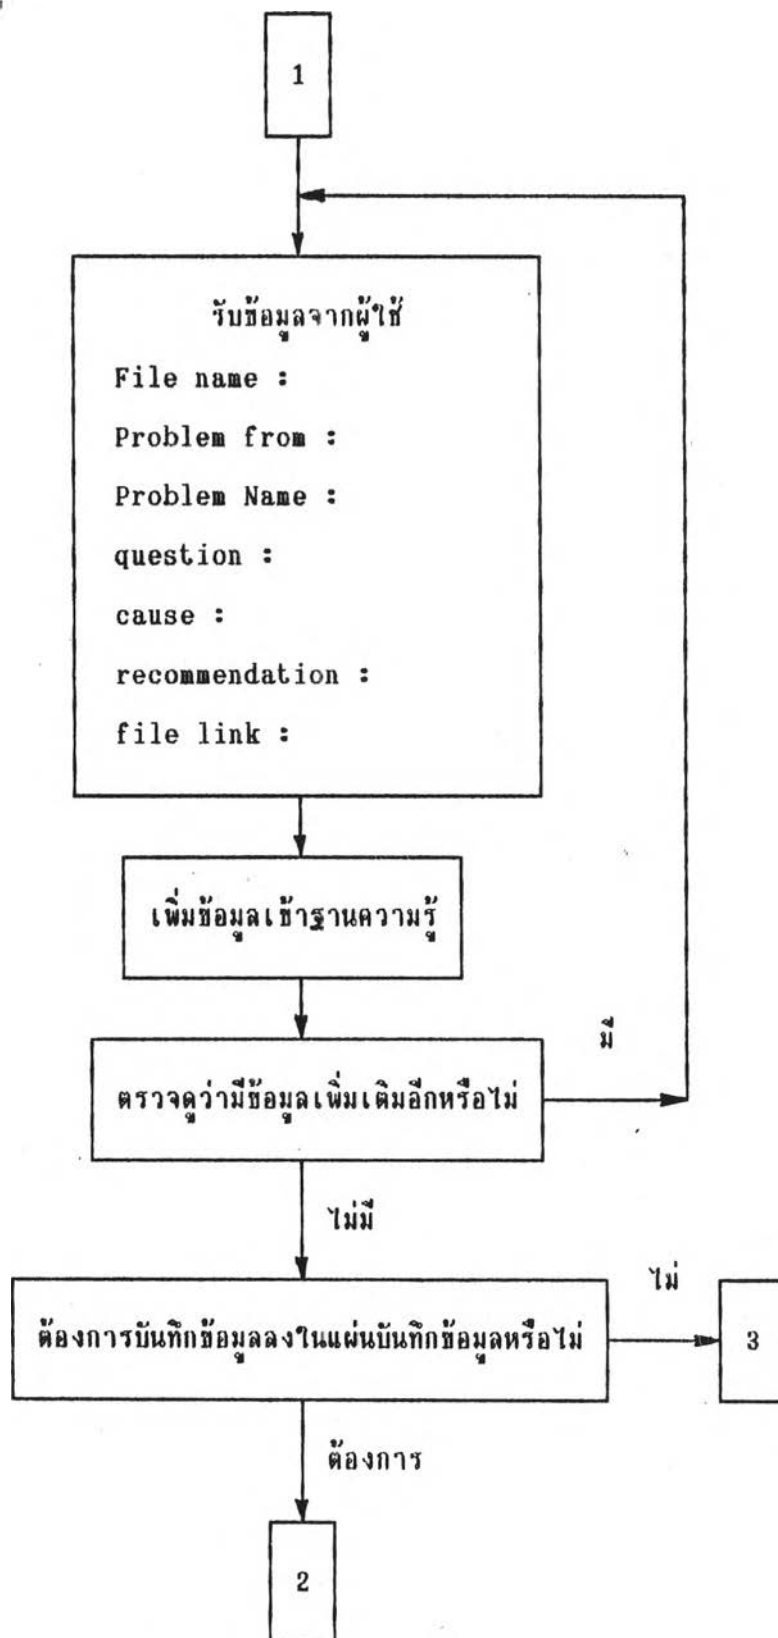 1
รับข้อมูลจากผู้ใช้
File name :
Problem from :
Problem Name :
question :
cause :
recommendation :
file link :
เพิ่มข้อมูลเข้าฐานความรู้
มี
ตรวจดูว่ามีข้อมูลเพิ่มเติมอีกหรือไม่
ไม่มี
ไม่
ต้องการบันทึกข้อมูลลงในแผ่นบันทึกข้อมูลหรือไม่
3
ต้องการ
2